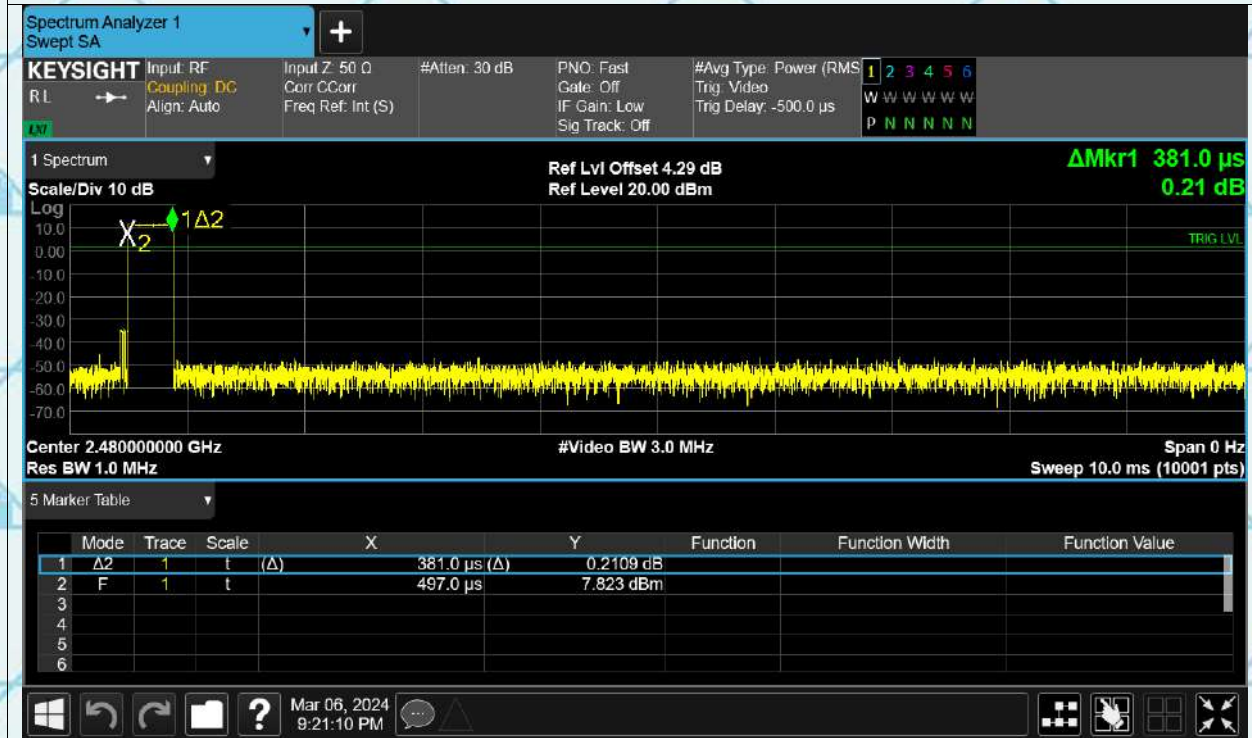 Spectrum Analyzer 1
Swept SA
+
KEYSIGHT
RL
LXI
Input: RF
Coupling: DC
Align: Auto
Input Z: 50 Ω
Corr CCorr
Freq Ref: Int (S)
#Atten: 30 dB
PNO: Fast
Gate: Off
IF Gain: Low
Sig Track: Off
#Avg Type: Power (RMS
Trig: Video
Trig Delay: -500.0 µs
1 2 3 4 5 6
W W W W W W
P N N N N N
1 Spectrum
Scale/Div 10 dB
Ref Lvl Offset 4.29 dB
Ref Level 20.00 dBm
ΔMkr1 381.0 µs
0.21 dB
Log
10.0
0.00
-10.0
-20.0
-30.0
-40.0
-50.0
-60.0
-70.0
X2
1Δ2
TRIG LVL
Center 2.480000000 GHz
Res BW 1.0 MHz
#Video BW 3.0 MHz
Span 0 Hz
Sweep 10.0 ms (10001 pts)
5 Marker Table
Mode Trace Scale X Y Function Function Width Function Value
1 Δ2 1 t (Δ) 381.0 µs (Δ) 0.2109 dB
2 F 1 t 497.0 µs 7.823 dBm
3
4
5
6
?
Mar 06, 2024
9:21:10 PM